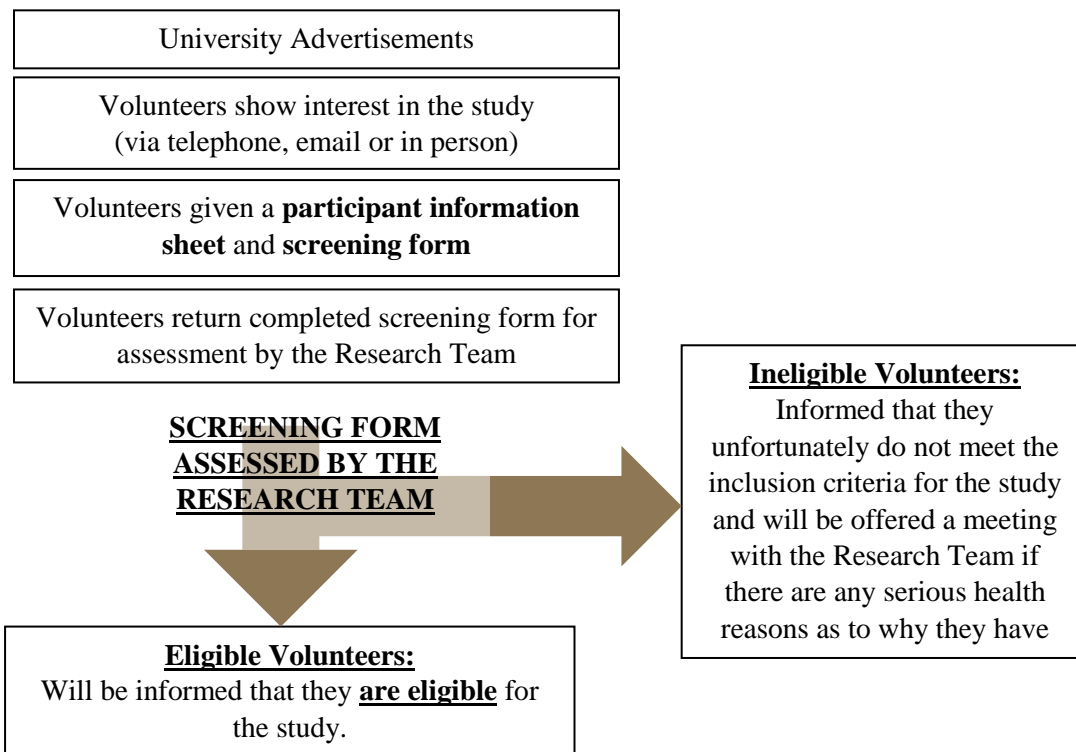 University Advertisements
Volunteers show interest in the study
(via telephone, email or in person)
Volunteers given a participant information
sheet and screening form
Volunteers return completed screening form for
assessment by the Research Team
SCREENING FORM
ASSESSED BY THE
RESEARCH TEAM
Ineligible Volunteers:
Informed that they
unfortunately do not meet the
inclusion criteria for the study
and will be offered a meeting
with the Research Team if
there are any serious health
reasons as to why they have
Eligible Volunteers:
Will be informed that they are eligible for
the study.